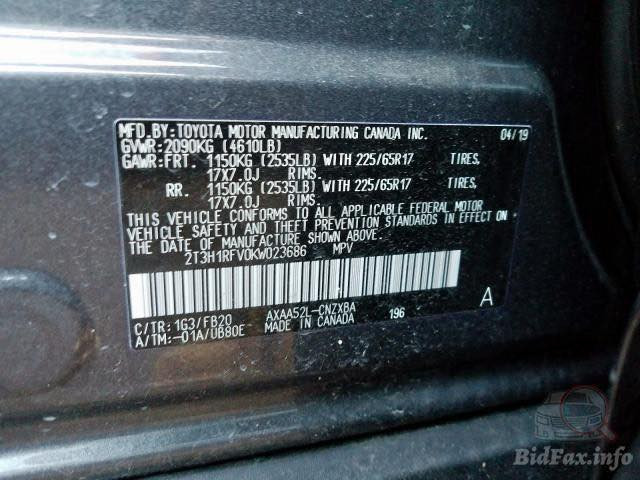 MFD.BY:TOYOTA MOTOR MANUFACTURING CANADA INC. 04/19
GVWR:2090KG (4610LB)
GAWR:FRT. 1150KG (2535LB) WITH 225/65R17 TIRES.
17X7.0J RIMS.
RR. 1150KG (2535LB) WITH 225/65R17 TIRES.
17X7.0J RIMS.
THIS VEHICLE CONFORMS TO ALL APPLICABLE FEDERAL MOTOR
VEHICLE SAFETY AND THEFT PREVENTION STANDARDS IN EFFECT ON
THE DATE OF MANUFACTURE SHOWN ABOVE.
2T3H1RFV0KW023686 MPV
C/TR: 1G3/FB20 AXAA52L-CNZXBA 196 A
A/TM:-01A/UB80E MADE IN CANADA
BidFax.info